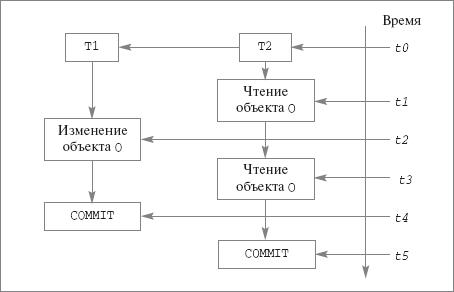 Время
T1 T2 t0
Чтение
объекта O t1
Изменение
объекта O t2
Чтение
объекта O t3
COMMIT t4
COMMIT t5